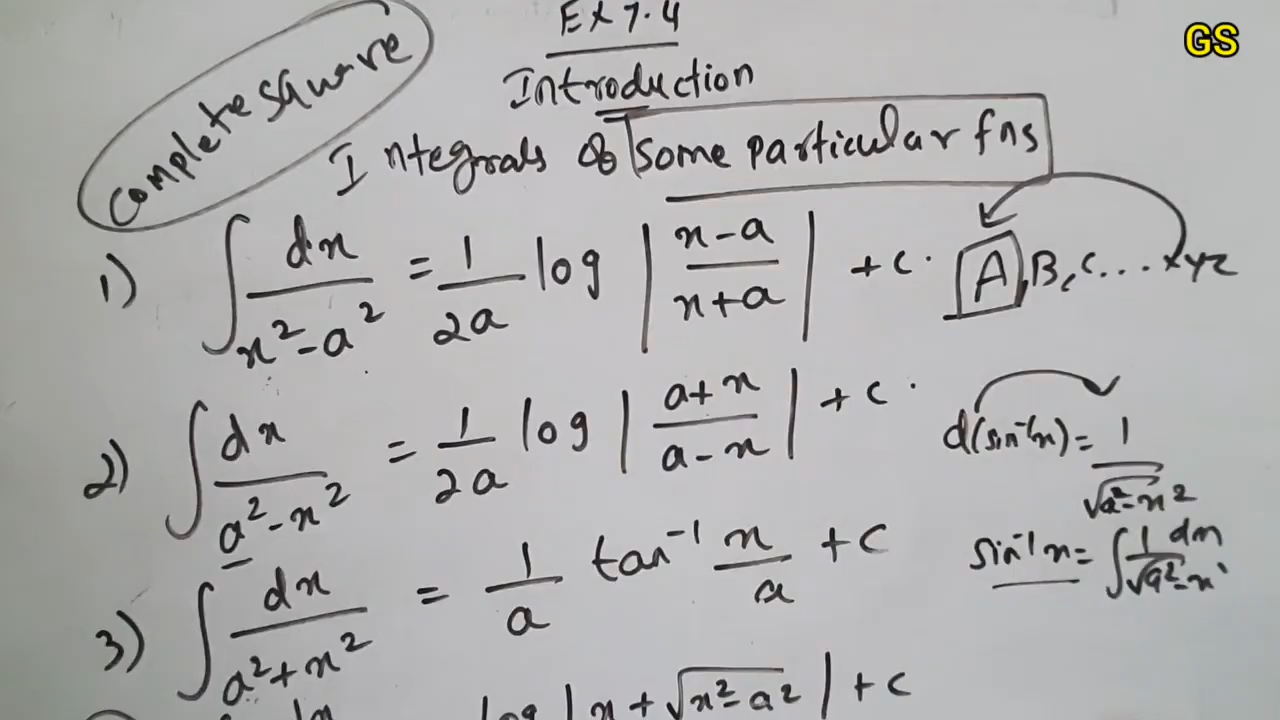 GS
Ex 7.4
Introduction
complete square
Integrals of some particular fns
1) ∫ dx / x² - a² = 1/2a log | x-a / x+a | + c.
A, B, C... xyz
2) ∫ dx / a² - x² = 1/2a log | a+x / a-x | + c.
d(sin⁻¹x) = 1 / √a²-x²
sin⁻¹x = ∫ 1 dx / √a²-x²
3) ∫ dx / a² + x² = 1/a tan⁻¹ x/a + c
log | x + √x²-a² | + c